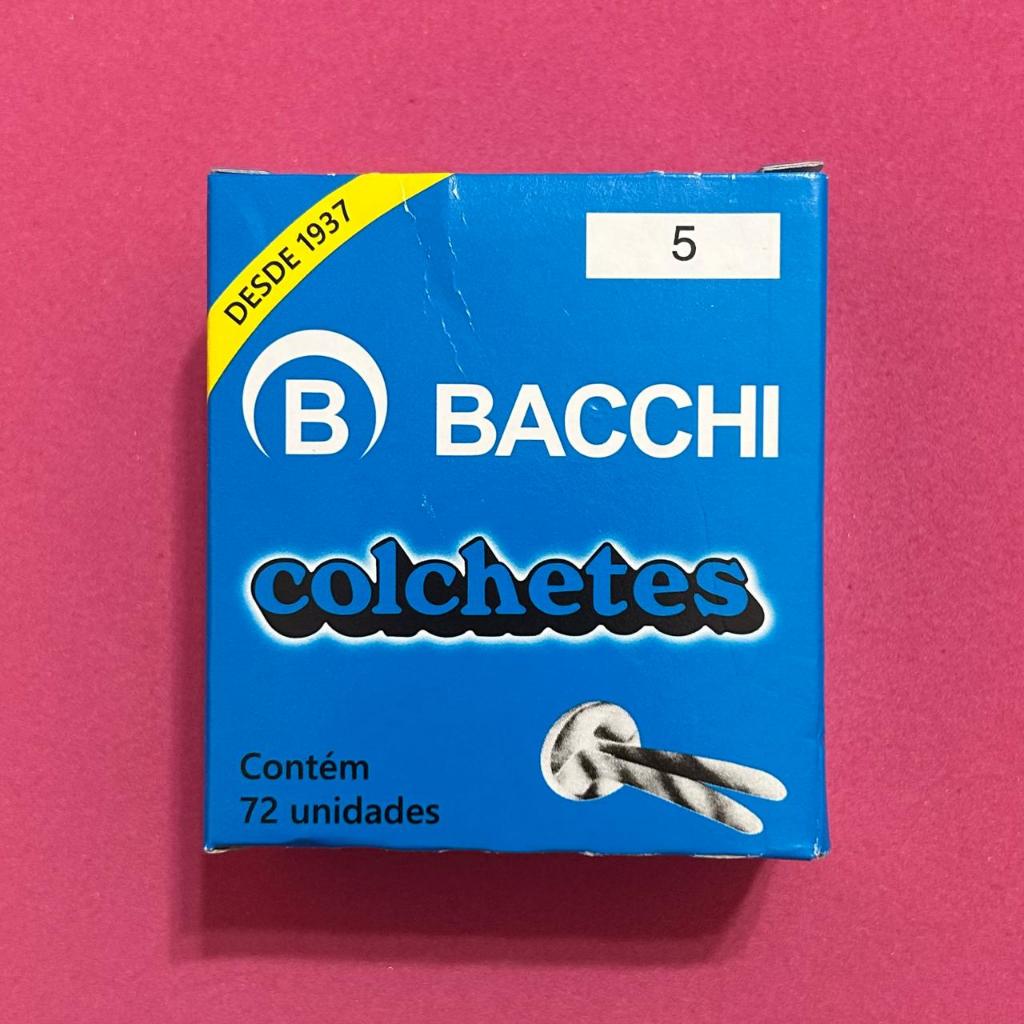 DESDE 1937
5
B BACCHI
colchetes
Contém
72 unidades